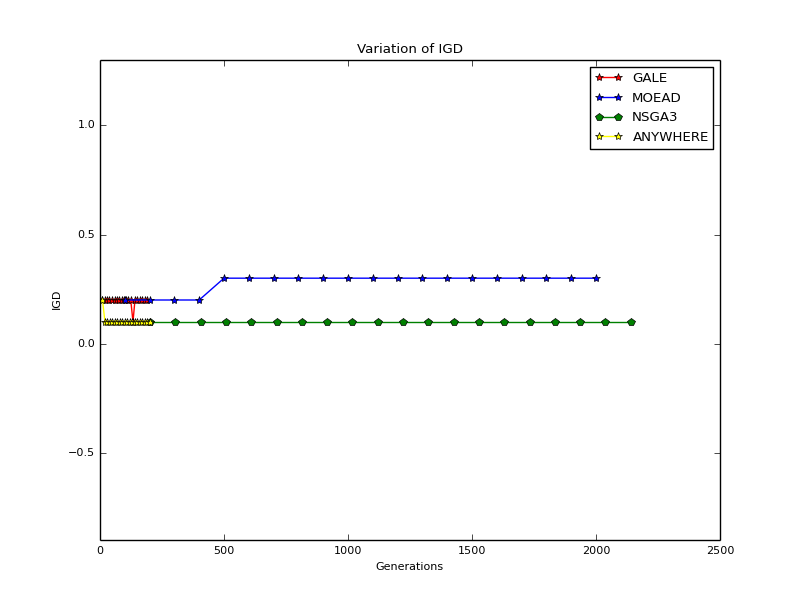 Variation of IGD
GALE
MOEAD
NSGA3
ANYWHERE
1.0
0.5
0.0
−0.5
IGD
0 500 1000 1500 2000 2500
Generations